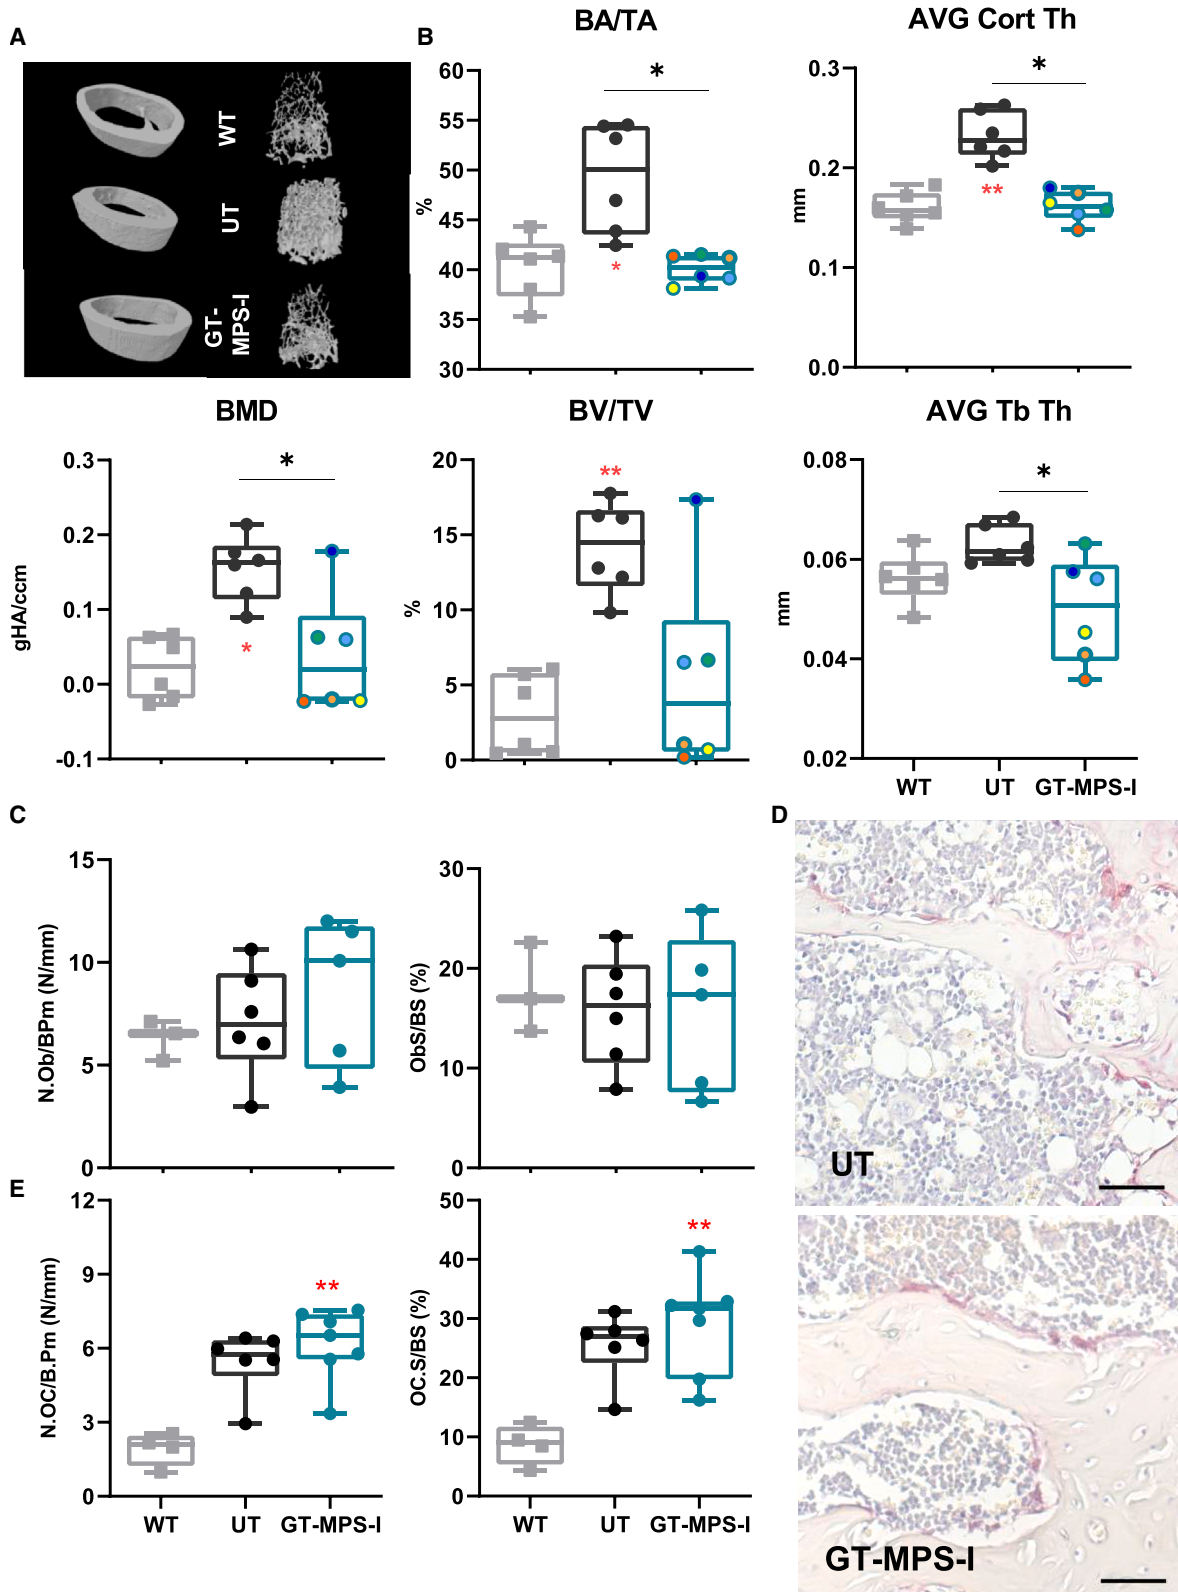 A
WT
UT
GT-
MPS-I
B
BA/TA
60
55
50
45
40
35
30
%
*
*
AVG Cort Th
0.3
0.2
0.1
0.0
mm
*
**
BMD
0.3
0.2
0.1
0.0
-0.1
gHA/ccm
*
*
BV/TV
20
15
10
5
0
%
**
AVG Tb Th
0.08
0.06
0.04
0.02
mm
*
WT UT GT-MPS-I
C
15
10
5
0
N.Ob/BPm (N/mm)
30
20
10
0
ObS/BS (%)
D
UT
GT-MPS-I
E
12
9
6
3
0
N.OC/B.Pm (N/mm)
**
WT UT GT-MPS-I
50
40
30
20
10
0
OC.S/BS (%)
**
WT UT GT-MPS-I